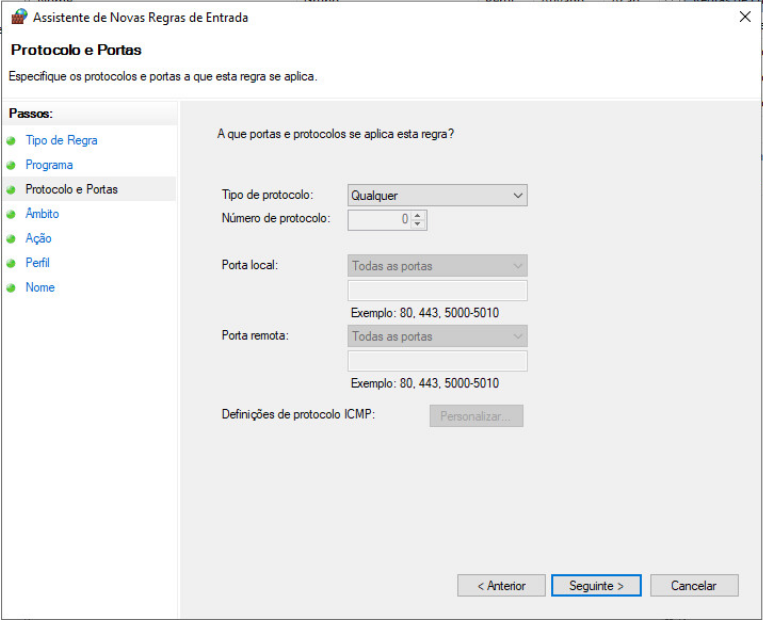 Assistente de Novas Regras de Entrada
Protocolo e Portas
Especifique os protocolos e portas a que esta regra se aplica.
Passos:
Tipo de Regra
Programa
Protocolo e Portas
Âmbito
Ação
Perfil
Nome
A que portas e protocolos se aplica esta regra?
Tipo de protocolo: Qualquer
Número de protocolo: 0
Porta local: Todas as portas
Exemplo: 80, 443, 5000-5010
Porta remota: Todas as portas
Exemplo: 80, 443, 5000-5010
Definições de protocolo ICMP: Personalizar...
< Anterior Seguinte > Cancelar